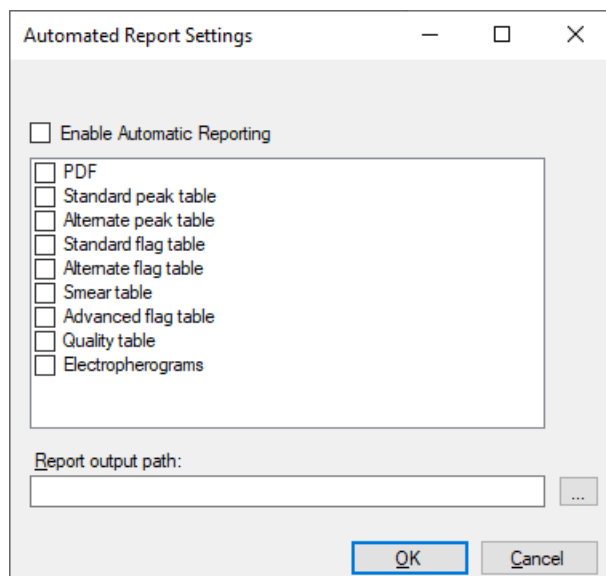 Automated Report Settings
Enable Automatic Reporting
PDF
Standard peak table
Alternate peak table
Standard flag table
Alternate flag table
Smear table
Advanced flag table
Quality table
Electropherograms
Report output path:
...
OK Cancel